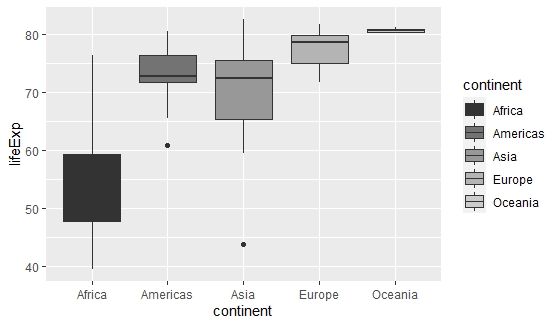 80
70
60
50
40
lifeExp
Africa
Americas
Asia
Europe
Oceania
continent
continent
Africa
Americas
Asia
Europe
Oceania